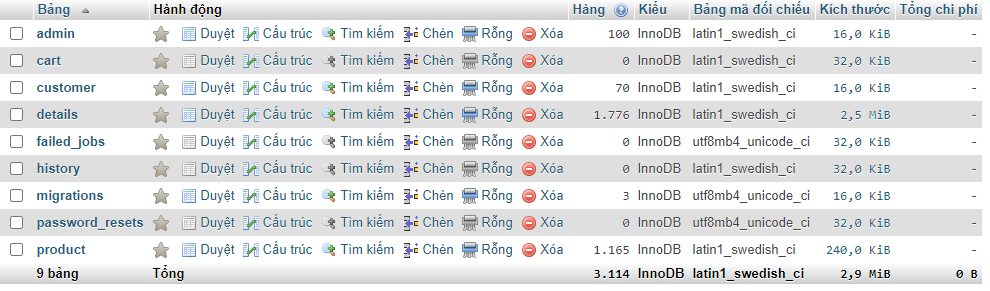 Bảng Hành động Hàng Kiểu Bảng mã đối chiếu Kích thước Tổng chi phí
admin Duyệt Cấu trúc Tìm kiếm Chèn Rỗng Xóa 100 InnoDB latin1_swedish_ci 16,0 KiB -
cart Duyệt Cấu trúc Tìm kiếm Chèn Rỗng Xóa 0 InnoDB latin1_swedish_ci 32,0 KiB -
customer Duyệt Cấu trúc Tìm kiếm Chèn Rỗng Xóa 70 InnoDB latin1_swedish_ci 16,0 KiB -
details Duyệt Cấu trúc Tìm kiếm Chèn Rỗng Xóa 1.776 InnoDB latin1_swedish_ci 2,5 MiB -
failed_jobs Duyệt Cấu trúc Tìm kiếm Chèn Rỗng Xóa 0 InnoDB utf8mb4_unicode_ci 32,0 KiB -
history Duyệt Cấu trúc Tìm kiếm Chèn Rỗng Xóa 0 InnoDB latin1_swedish_ci 32,0 KiB -
migrations Duyệt Cấu trúc Tìm kiếm Chèn Rỗng Xóa 3 InnoDB utf8mb4_unicode_ci 16,0 KiB -
password_resets Duyệt Cấu trúc Tìm kiếm Chèn Rỗng Xóa 0 InnoDB utf8mb4_unicode_ci 32,0 KiB -
product Duyệt Cấu trúc Tìm kiếm Chèn Rỗng Xóa 1.165 InnoDB latin1_swedish_ci 240,0 KiB -
9 bảng Tổng 3.114 InnoDB latin1_swedish_ci 2,9 MiB 0 B